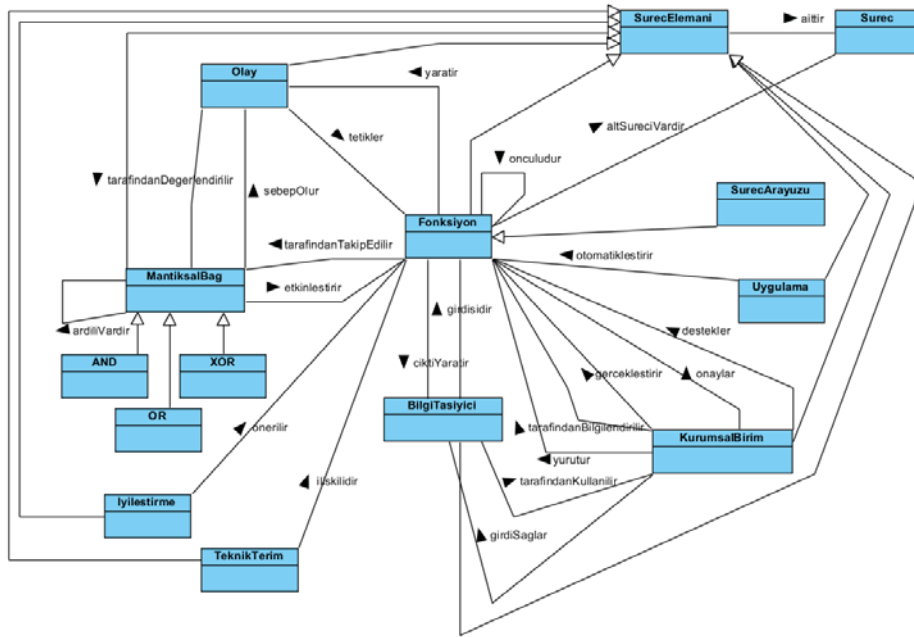 SurecElemani
aittir
Surec
Olay
yaratir
tetikler
altSureciVardir
onculudur
tarafindanDegerlendirilir
sebepOlur
SurecArayuzu
Fonksiyon
tarafindanTakipEdilir
otomatiklestirir
MantiksalBag
etkinlestirir
Uygulama
girdisidir
ardiliVardir
destekler
AND
XOR
ciktiYaratir
gerceklestirir
onaylar
OR
BilgiTasiyici
onerilir
tarafindanBilgilendirilir
KurumsalBirim
yurutur
iliskilidir
tarafindanKullanilir
Iyilestirme
girdiSaglar
TeknikTerim